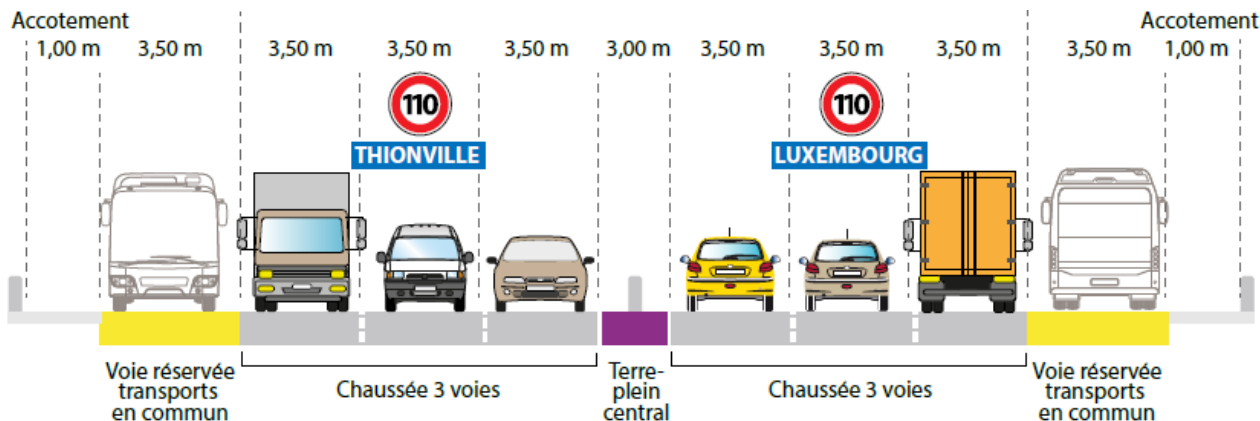 Accotement
Accotement
1,00 m
3,50 m
3,50 m
3,50 m
3,50 m
3,00 m
3,50 m
3,50 m
3,50 m
3,50 m
1,00 m
110
110
THIONVILLE
LUXEMBOURG
Voie réservée
transports
en commun
Chaussée 3 voies
Terre-
plein
central
Chaussée 3 voies
Voie réservée
transports
en commun